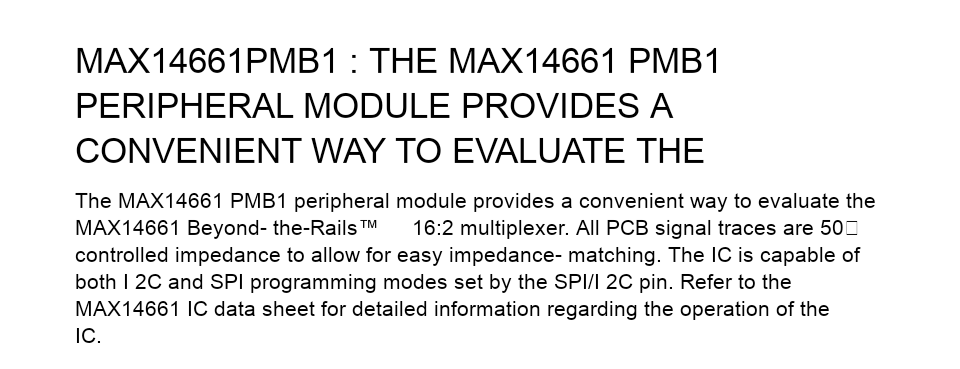 MAX14661PMB1 : THE MAX14661 PMB1
PERIPHERAL MODULE PROVIDES A
CONVENIENT WAY TO EVALUATE THE
The MAX14661 PMB1 peripheral module provides a convenient way to evaluate the
MAX14661 Beyond- the-Rails™ 16:2 multiplexer. All PCB signal traces are 50□
controlled impedance to allow for easy impedance- matching. The IC is capable of
both I 2C and SPI programming modes set by the SPI/I 2C pin. Refer to the
MAX14661 IC data sheet for detailed information regarding the operation of the
IC.